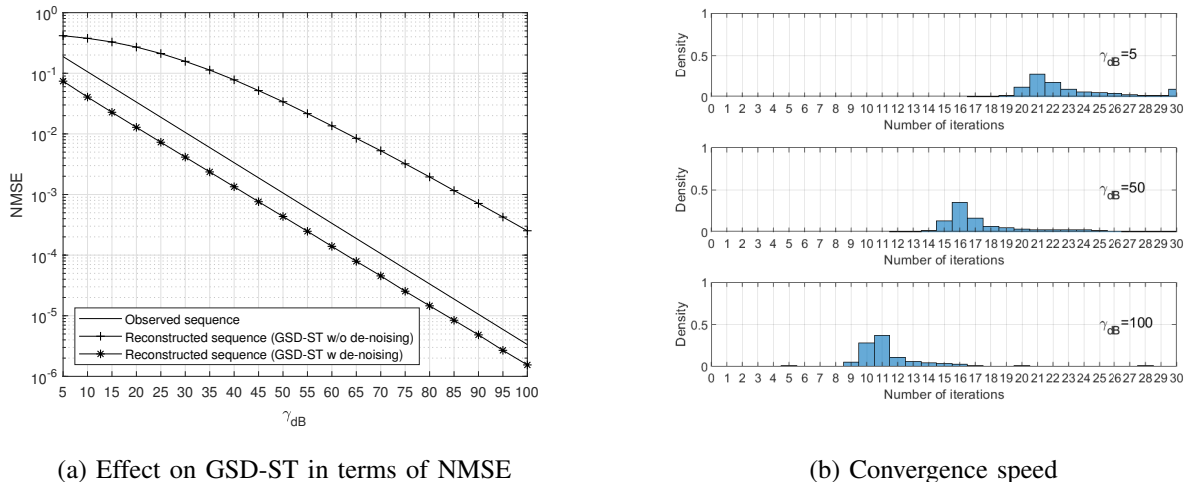 10^0
10^-1
10^-2
10^-3
10^-4
10^-5
10^-6
NMSE
Observed sequence
Reconstructed sequence (GSD-ST w/o de-noising)
Reconstructed sequence (GSD-ST w de-noising)
5 10 15 20 25 30 35 40 45 50 55 60 65 70 75 80 85 90 95 100
γ_dB
(a) Effect on GSD-ST in terms of NMSE
1
0.5
0
Density
γ_dB=5
0 1 2 3 4 5 6 7 8 9 10 11 12 13 14 15 16 17 18 19 20 21 22 23 24 25 26 27 28 29 30
Number of iterations
1
0.5
0
Density
γ_dB=50
0 1 2 3 4 5 6 7 8 9 10 11 12 13 14 15 16 17 18 19 20 21 22 23 24 25 26 27 28 29 30
Number of iterations
1
0.5
0
Density
γ_dB=100
0 1 2 3 4 5 6 7 8 9 10 11 12 13 14 15 16 17 18 19 20 21 22 23 24 25 26 27 28 29 30
Number of iterations
(b) Convergence speed